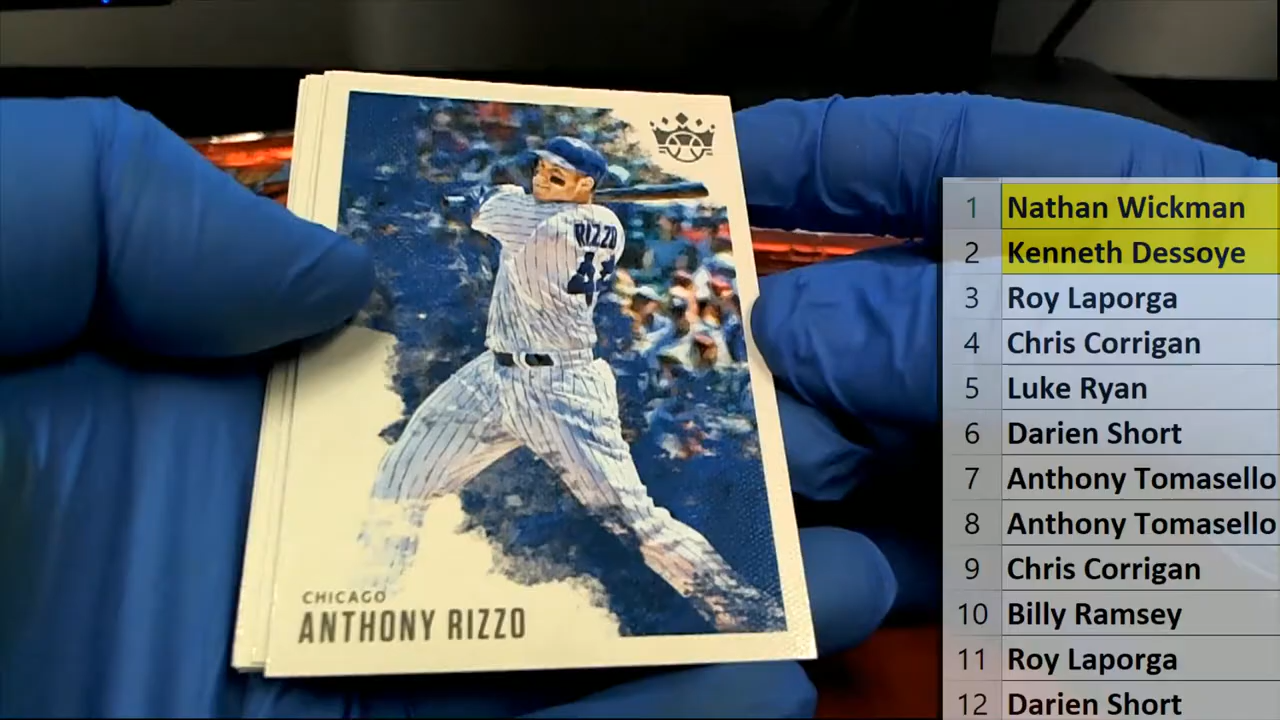 RIZZO
44
CHICAGO
ANTHONY RIZZO
1 Nathan Wickman
2 Kenneth Dessoye
3 Roy Laporga
4 Chris Corrigan
5 Luke Ryan
6 Darien Short
7 Anthony Tomasello
8 Anthony Tomasello
9 Chris Corrigan
10 Billy Ramsey
11 Roy Laporga
12 Darien Short